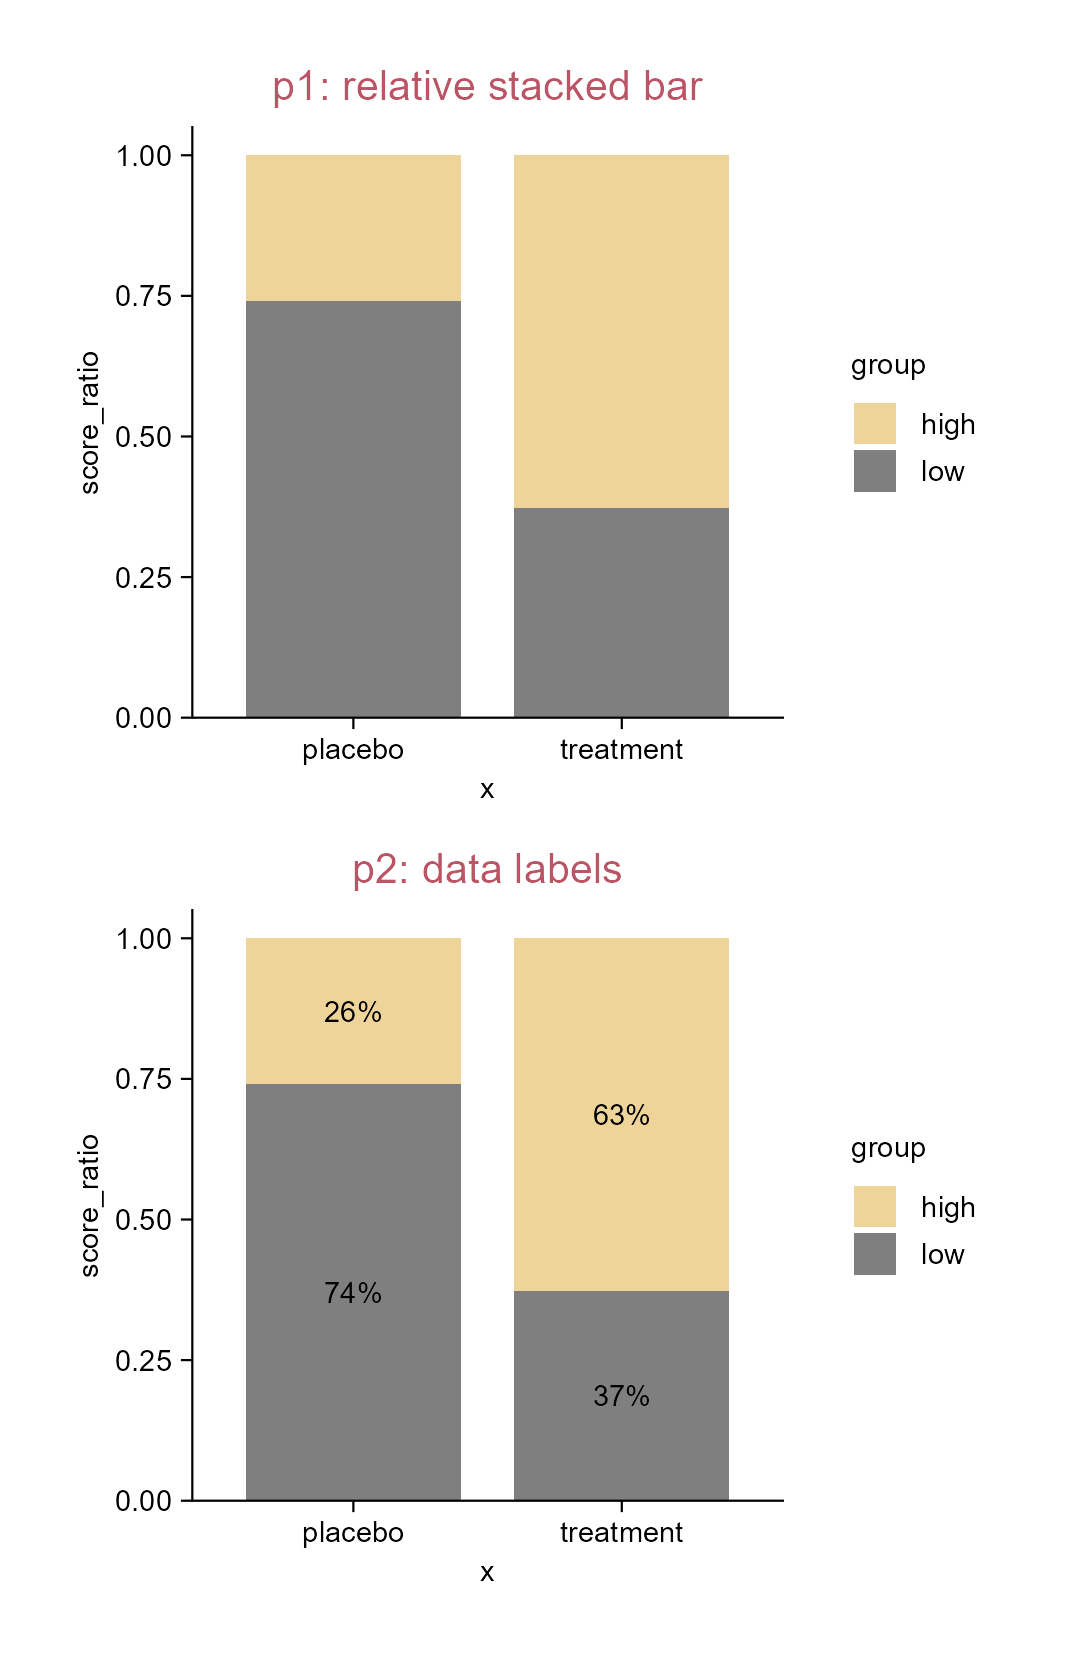 p1: relative stacked bar
1.00
0.75
0.50
0.25
0.00
score_ratio
placebo treatment
x
group
high
low
p2: data labels
1.00
0.75
0.50
0.25
0.00
score_ratio
26%
63%
74%
37%
placebo treatment
x
group
high
low